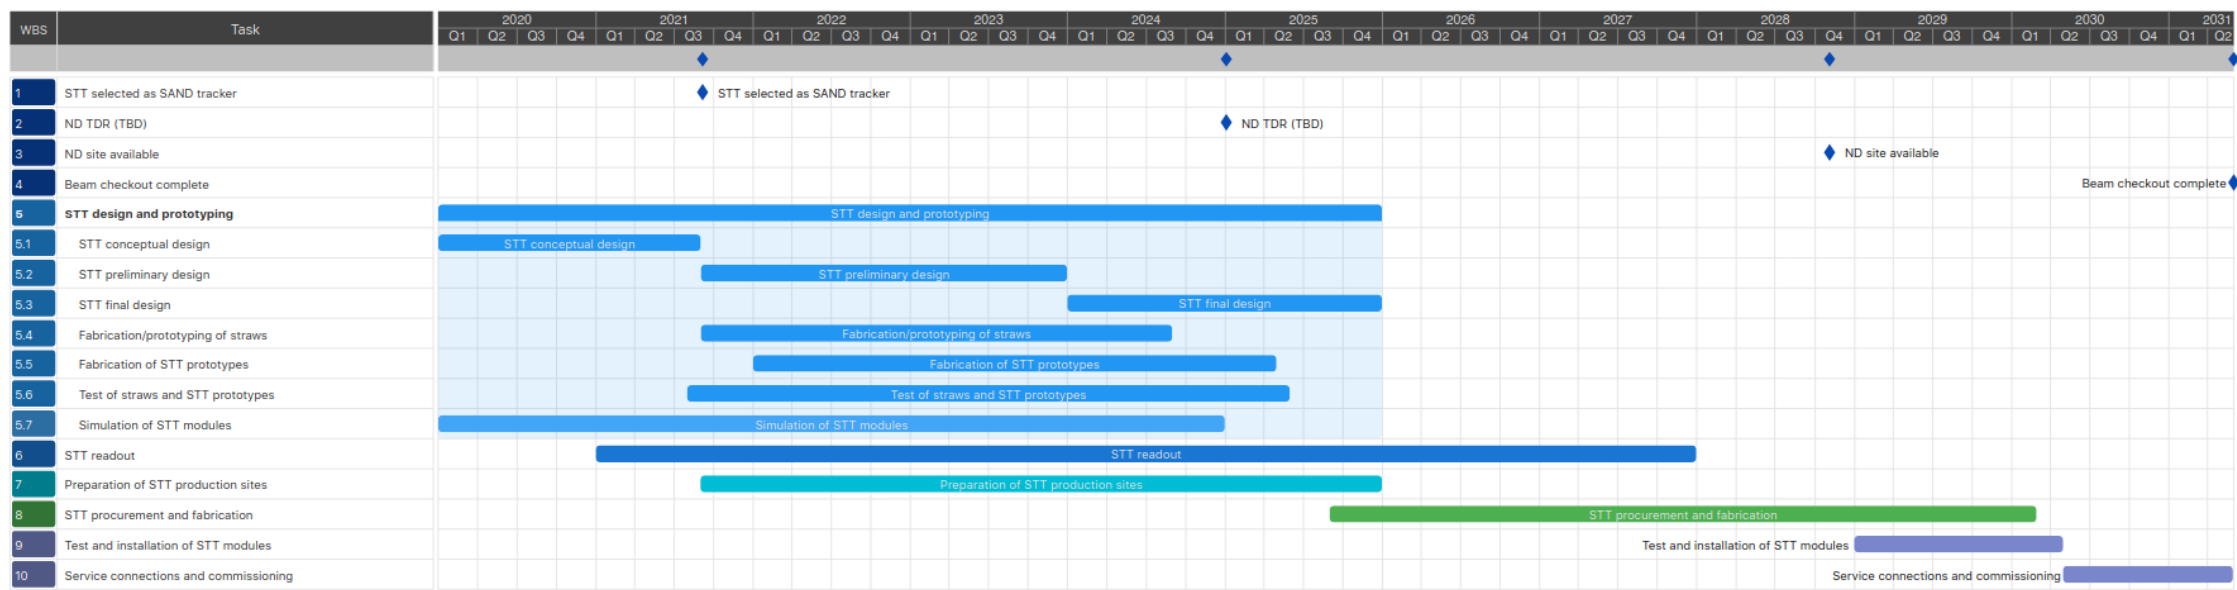 WBS Task 2020 2021 2022 2023 2024 2025 2026 2027 2028 2029 2030 2031
Q1 Q2 Q3 Q4 Q1 Q2 Q3 Q4 Q1 Q2 Q3 Q4 Q1 Q2 Q3 Q4 Q1 Q2 Q3 Q4 Q1 Q2 Q3 Q4 Q1 Q2 Q3 Q4 Q1 Q2 Q3 Q4 Q1 Q2 Q3 Q4 Q1 Q2 Q3 Q4 Q1 Q2 Q3 Q4 Q1 Q2
1 STT selected as SAND tracker STT selected as SAND tracker
2 ND TDR (TBD) ND TDR (TBD)
3 ND site available ND site available
4 Beam checkout complete Beam checkout complete
5 STT design and prototyping STT design and prototyping
5.1 STT conceptual design STT conceptual design
5.2 STT preliminary design STT preliminary design
5.3 STT final design STT final design
5.4 Fabrication/prototyping of straws Fabrication/prototyping of straws
5.5 Fabrication of STT prototypes Fabrication of STT prototypes
5.6 Test of straws and STT prototypes Test of straws and STT prototypes
5.7 Simulation of STT modules Simulation of STT modules
6 STT readout STT readout
7 Preparation of STT production sites Preparation of STT production sites
8 STT procurement and fabrication STT procurement and fabrication
9 Test and installation of STT modules Test and installation of STT modules
10 Service connections and commissioning Service connections and commissioning